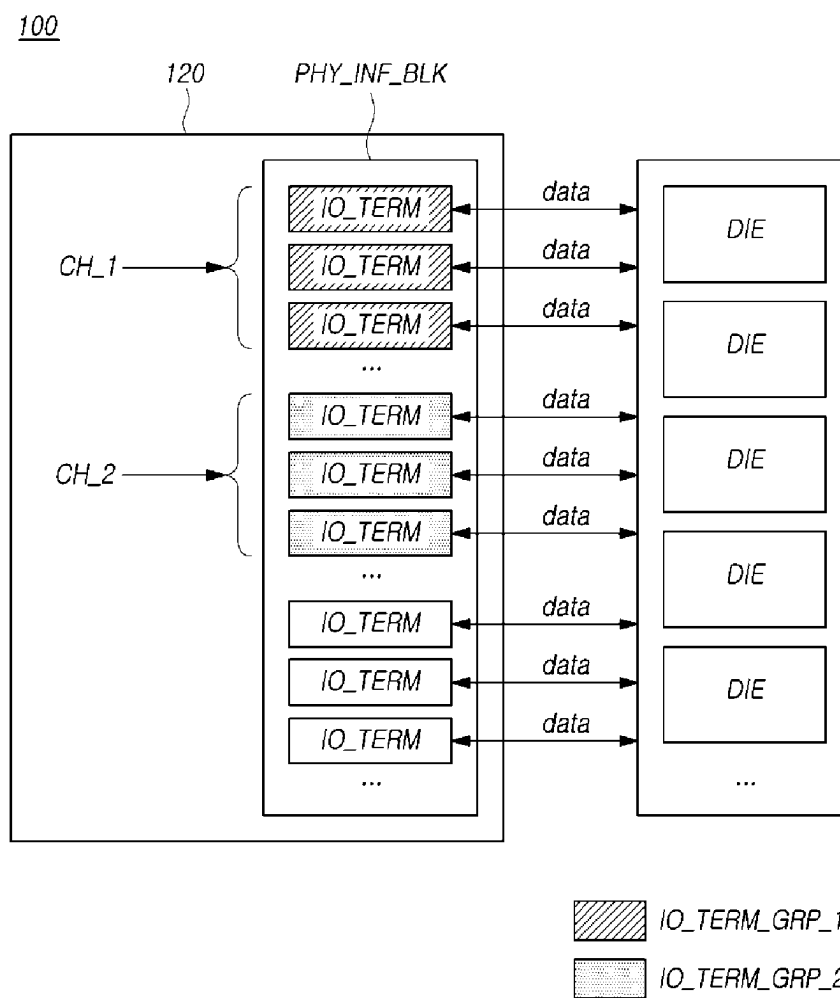 100
120 PHY_INF_BLK
IO_TERM data DIE
CH_1 IO_TERM data
IO_TERM data DIE
...
IO_TERM data DIE
CH_2 IO_TERM data
IO_TERM data DIE
...
IO_TERM data
IO_TERM data DIE
IO_TERM data
... ...
IO_TERM_GRP_1
IO_TERM_GRP_2